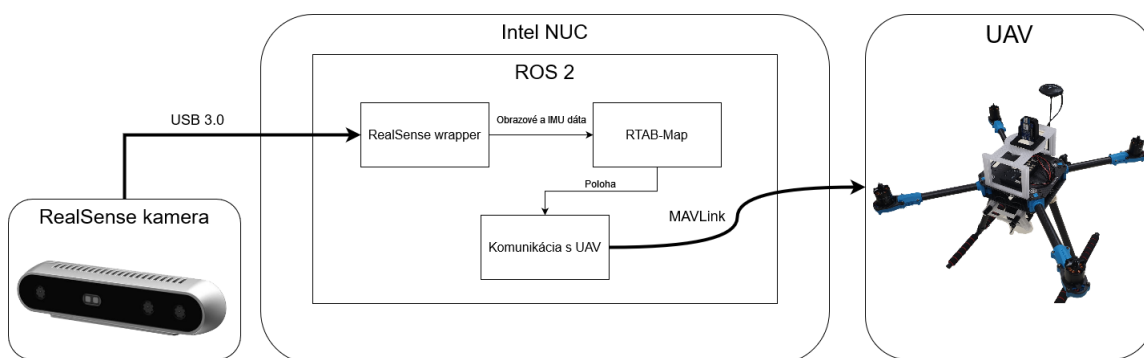 Intel NUC
UAV
ROS 2
USB 3.0
RealSense wrapper
Obrazové a IMU dáta
RTAB-Map
Poloha
RealSense kamera
Komunikácia s UAV
MAVLink